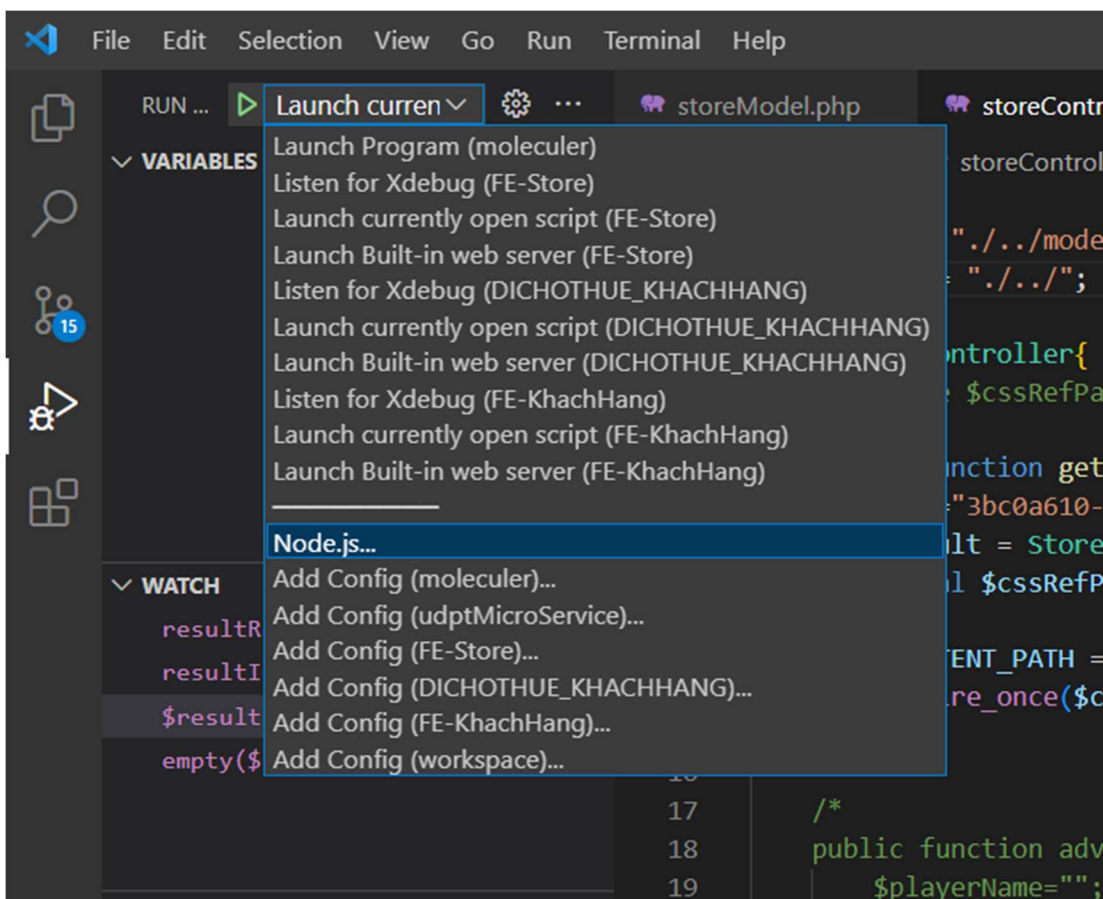 File Edit Selection View Go Run Terminal Help
RUN ... Launch curren storeModel.php storeContr
VARIABLES
Launch Program (moleculer)
Listen for Xdebug (FE-Store)
Launch currently open script (FE-Store)
Launch Built-in web server (FE-Store)
Listen for Xdebug (DICHOTHUE_KHACHHANG)
Launch currently open script (DICHOTHUE_KHACHHANG)
Launch Built-in web server (DICHOTHUE_KHACHHANG)
Listen for Xdebug (FE-KhachHang)
Launch currently open script (FE-KhachHang)
Launch Built-in web server (FE-KhachHang)
Node.js...
Add Config (moleculer)...
Add Config (udptMicroService)...
Add Config (FE-Store)...
Add Config (DICHOTHUE_KHACHHANG)...
Add Config (FE-KhachHang)...
Add Config (workspace)...
15
WATCH
resultR
resultI
$result
empty($
storeControl
"./../mode
= "./../";
ontroller{
$cssRefPa
nction get
="3bc0a610-
ult = Store
al $cssRefP
TENT_PATH =
re_once($c
17 /*
18 public function adv
19 $playerName="";